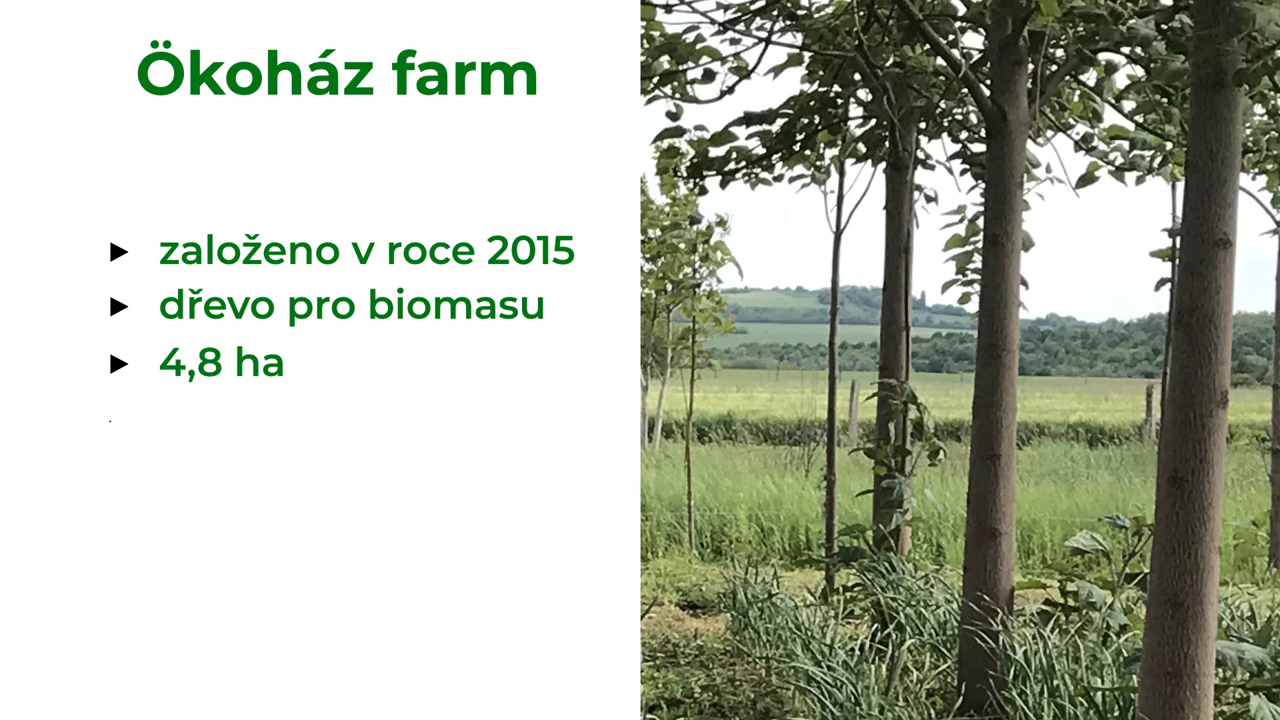 Ökoház farm
► založeno v roce 2015
► dřevo pro biomasu
► 4,8 ha
.